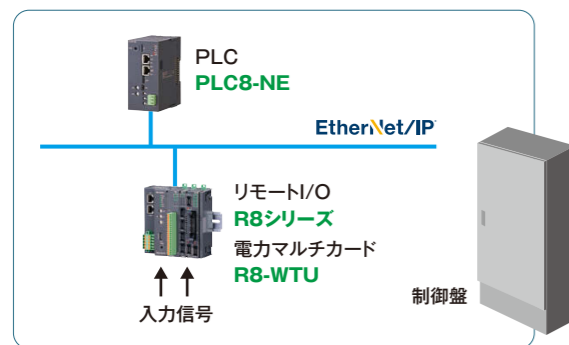 PLC
PLC8-NE
EtherNet/IP
リモートI/O
R8シリーズ
電力マルチカード
R8-WTU
入力信号
制御盤